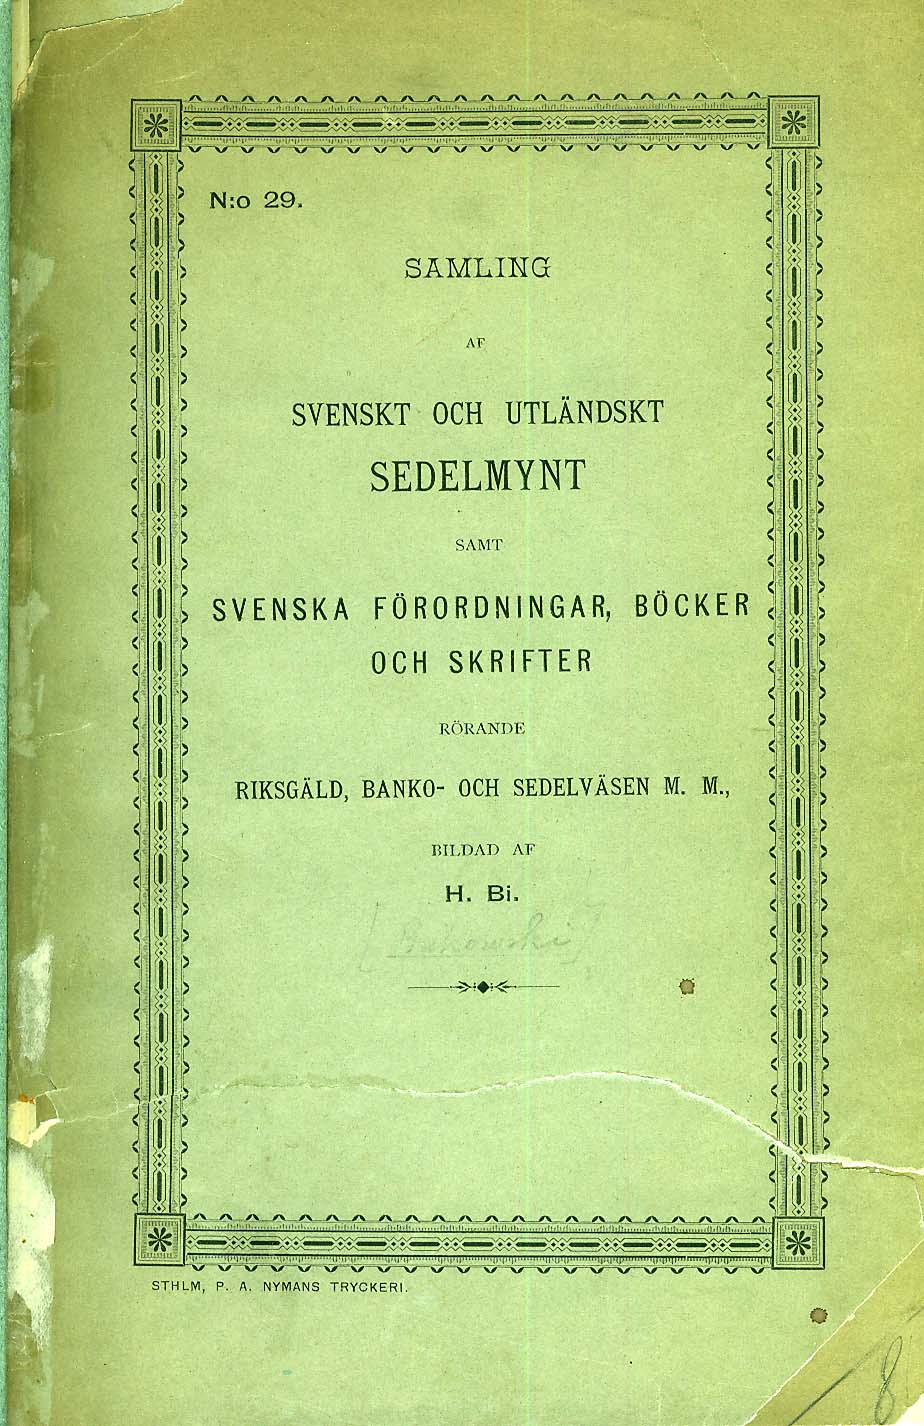 N:o 29.
SAMLING
AF
SVENSKT OCH UTLÄNDSKT
SEDELMYNT
SAMT
SVENSKA FÖRORDNINGAR, BÖCKER
OCH SKRIFTER
RÖRANDE
RIKSGÄLD, BANKO- OCH SEDELVÄSEN M. M.,
BILDAD AF
H. Bi.
STHLM, P. A. NYMANS TRYCKERI.
8